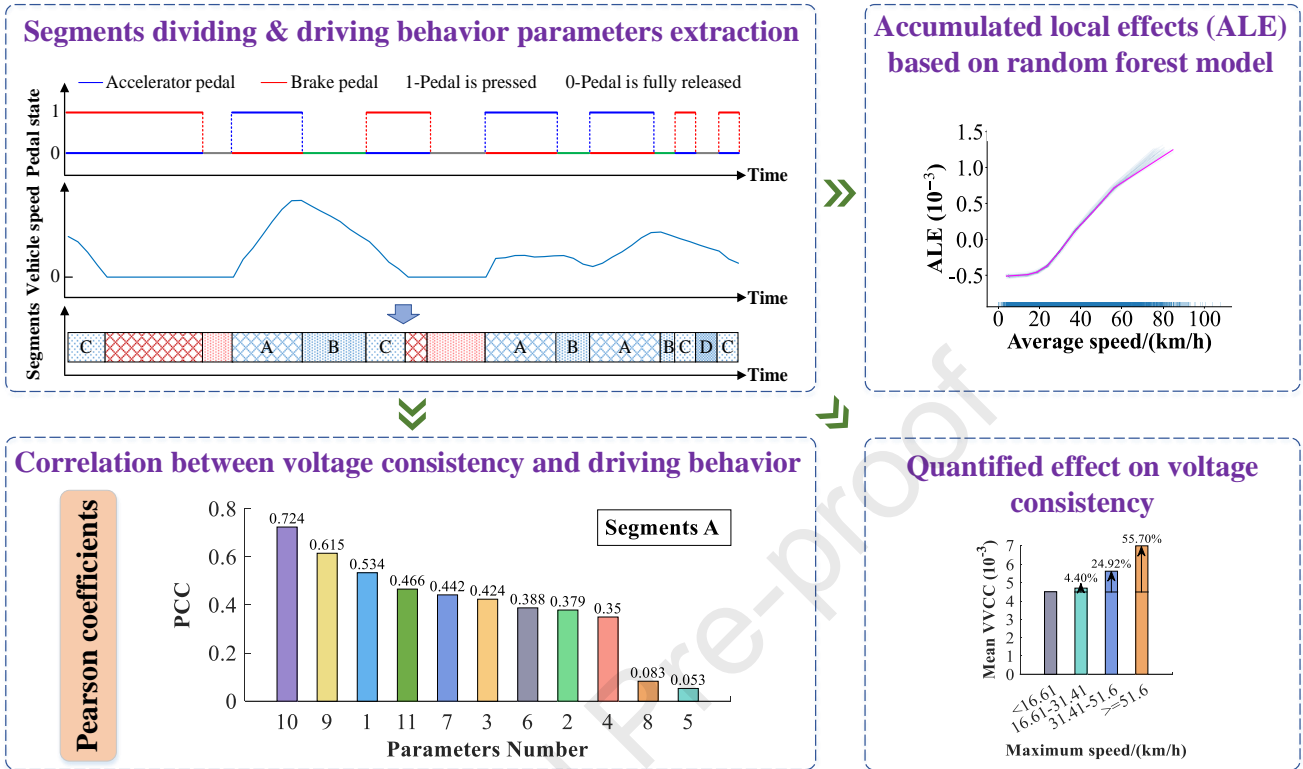 Segments dividing & driving behavior parameters extraction
Accelerator pedal Brake pedal 1-Pedal is pressed 0-Pedal is fully released
Pedal state
1
0
Time
Vehicle speed
0
Time
Segments
C A B C A B A B C D C
Time
Accumulated local effects (ALE)
based on random forest model
ALE (10⁻³)
1.5
1.0
0.5
0.0
-0.5
0 20 40 60 80 100
Average speed/(km/h)
Correlation between voltage consistency and driving behavior
Pearson coefficients
PCC
0.8
0.6
0.4
0.2
0
Segments A
0.724
0.615
0.534
0.466
0.442
0.424
0.388
0.379
0.35
0.083
0.053
10 9 1 11 7 3 6 2 4 8 5
Parameters Number
Quantified effect on voltage
consistency
Mean VVCC (10⁻³)
7
6
5
4
3
2
1
0
4.40%
24.92%
55.70%
<16.61
16.61-31.41
31.41-51.6
>=51.6
Maximum speed/(km/h)
Pre-proof